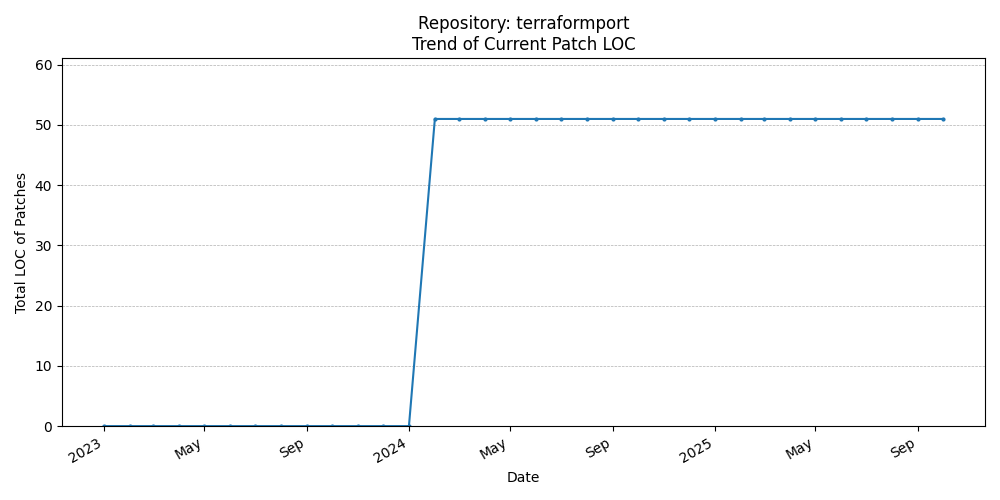 Repository: terraformport
Trend of Current Patch LOC
Total LOC of Patches
60
50
40
30
20
10
0
2023
May
Sep
2024
May
Sep
2025
May
Sep
Date